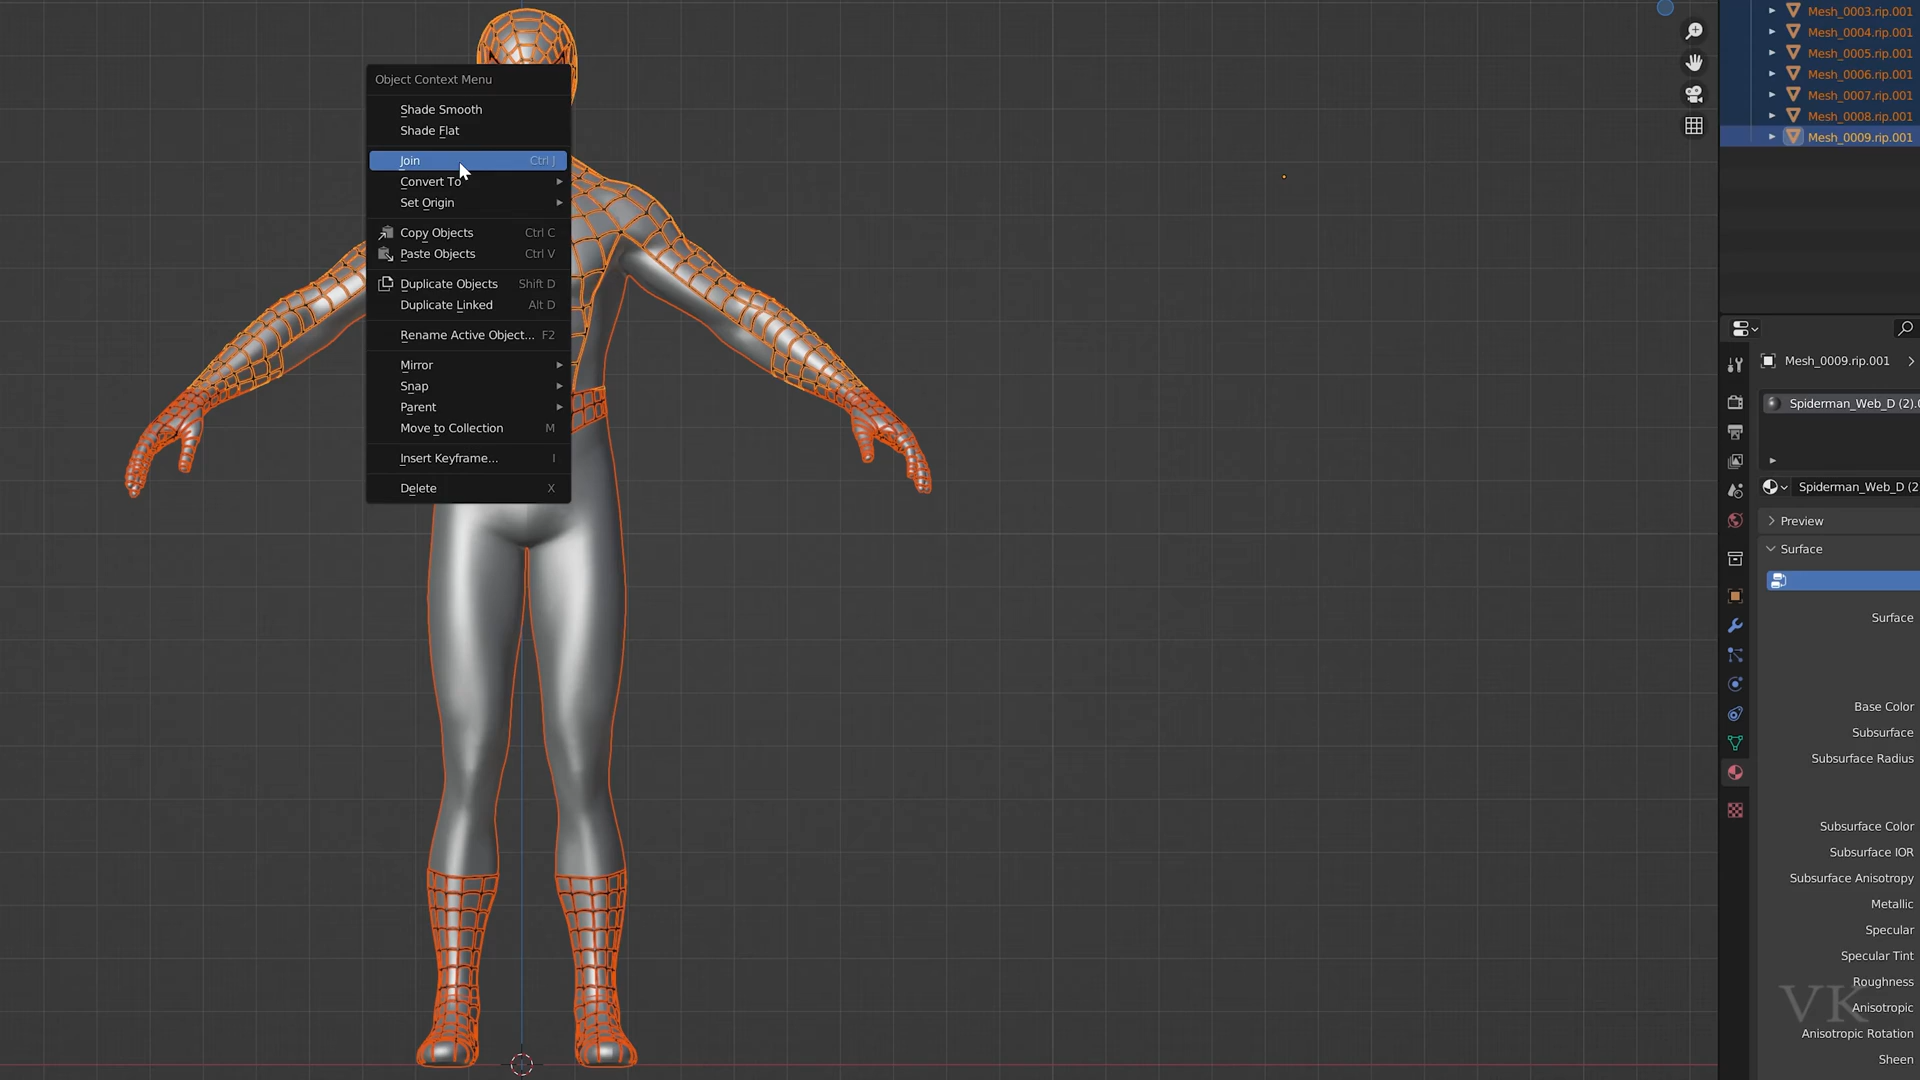 Object Context Menu
Shade Smooth
Shade Flat
Join Ctrl J
Convert To
Set Origin
Copy Objects Ctrl C
Paste Objects Ctrl V
Duplicate Objects Shift D
Duplicate Linked Alt D
Rename Active Object... F2
Mirror
Snap
Parent
Move to Collection M
Insert Keyframe... I
Delete X
Mesh_0003.rip.001
Mesh_0004.rip.001
Mesh_0005.rip.001
Mesh_0006.rip.001
Mesh_0007.rip.001
Mesh_0008.rip.001
Mesh_0009.rip.001
Mesh_0009.rip.001
Spiderman_Web_D (2).0
Spiderman_Web_D (2
Preview
Surface
Surface
Base Color
Subsurface
Subsurface Radius
Subsurface Color
Subsurface IOR
Subsurface Anisotropy
Metallic
Specular
Specular Tint
Roughness
Anisotropic
Anisotropic Rotation
Sheen
VK